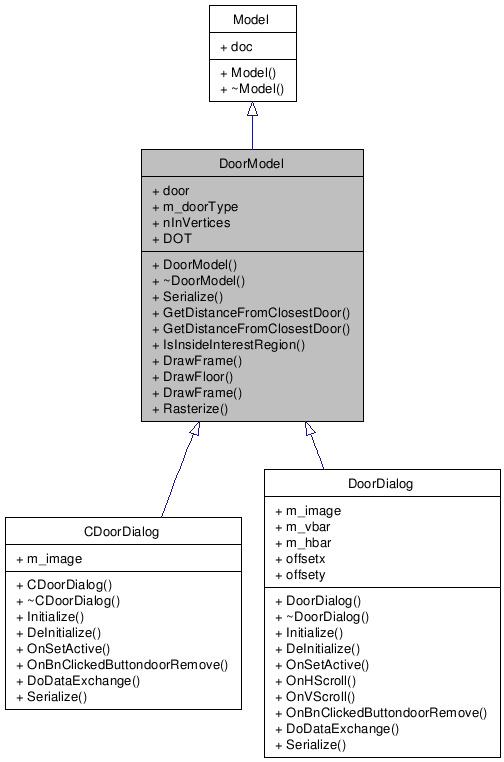 Model
+ doc
+ Model()
+ ~Model()
DoorModel
+ door
+ m_doorType
+ nInVertices
+ DOT
+ DoorModel()
+ ~DoorModel()
+ Serialize()
+ GetDistanceFromClosestDoor()
+ GetDistanceFromClosestDoor()
+ IsInsideInterestRegion()
+ DrawFrame()
+ DrawFloor()
+ DrawFrame()
+ Rasterize()
CDoorDialog
+ m_image
+ CDoorDialog()
+ ~CDoorDialog()
+ Initialize()
+ DeInitialize()
+ OnSetActive()
+ OnBnClickedButtondoorRemove()
+ DoDataExchange()
+ Serialize()
DoorDialog
+ m_image
+ m_vbar
+ m_hbar
+ offsetx
+ offsety
+ DoorDialog()
+ ~DoorDialog()
+ Initialize()
+ DeInitialize()
+ OnSetActive()
+ OnHScroll()
+ OnVScroll()
+ OnBnClickedButtondoorRemove()
+ DoDataExchange()
+ Serialize()